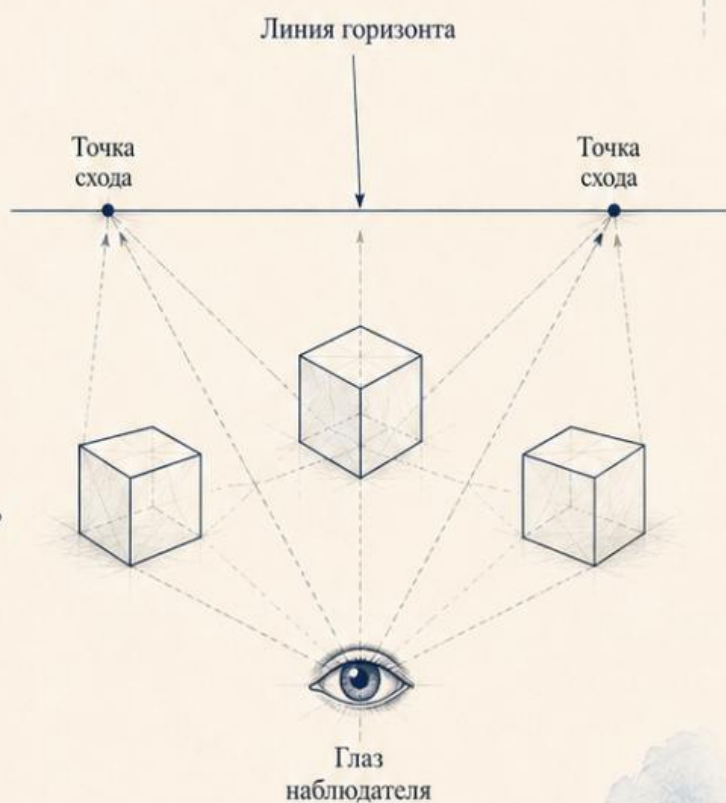 Линия горизонта
Точка
схода
Точка
схода
Глаз
наблюдателя